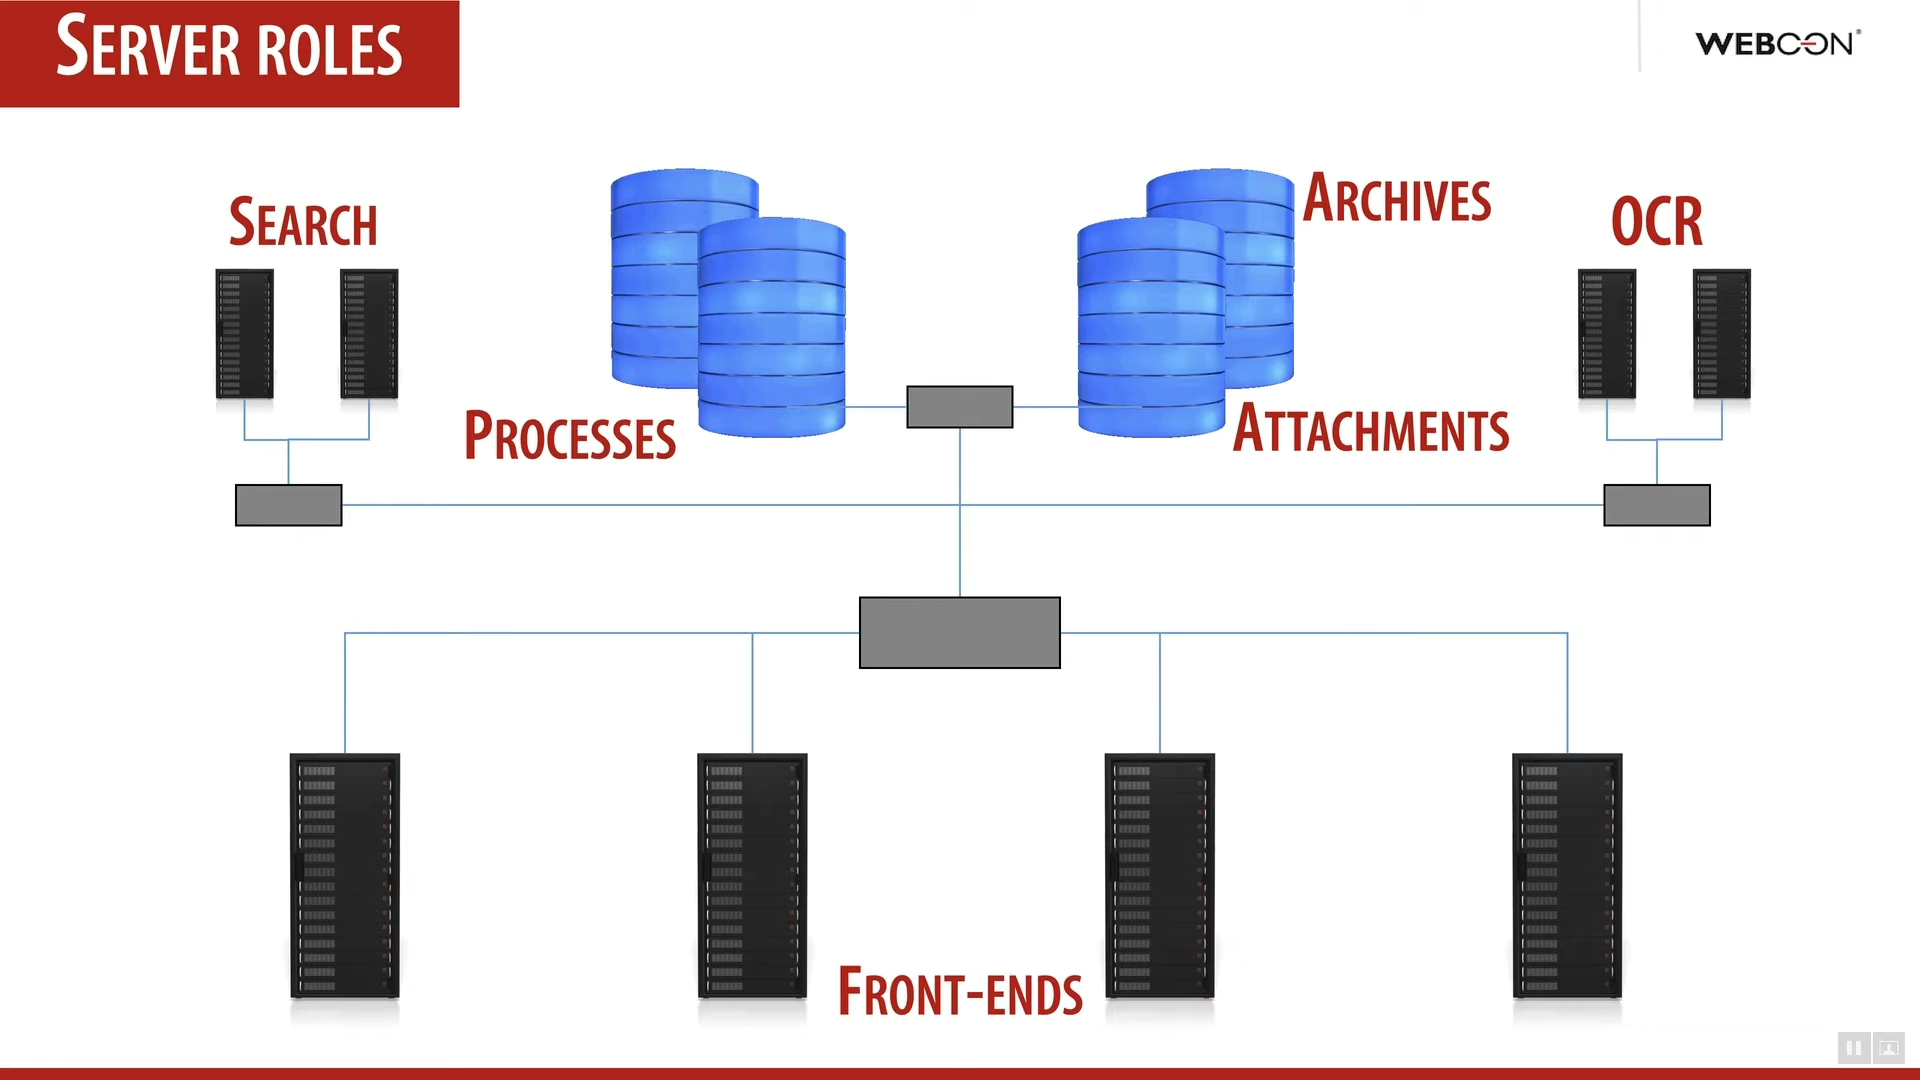 SERVER ROLES
WEBCON®
SEARCH
ARCHIVES
OCR
PROCESSES
ATTACHMENTS
FRONT-ENDS